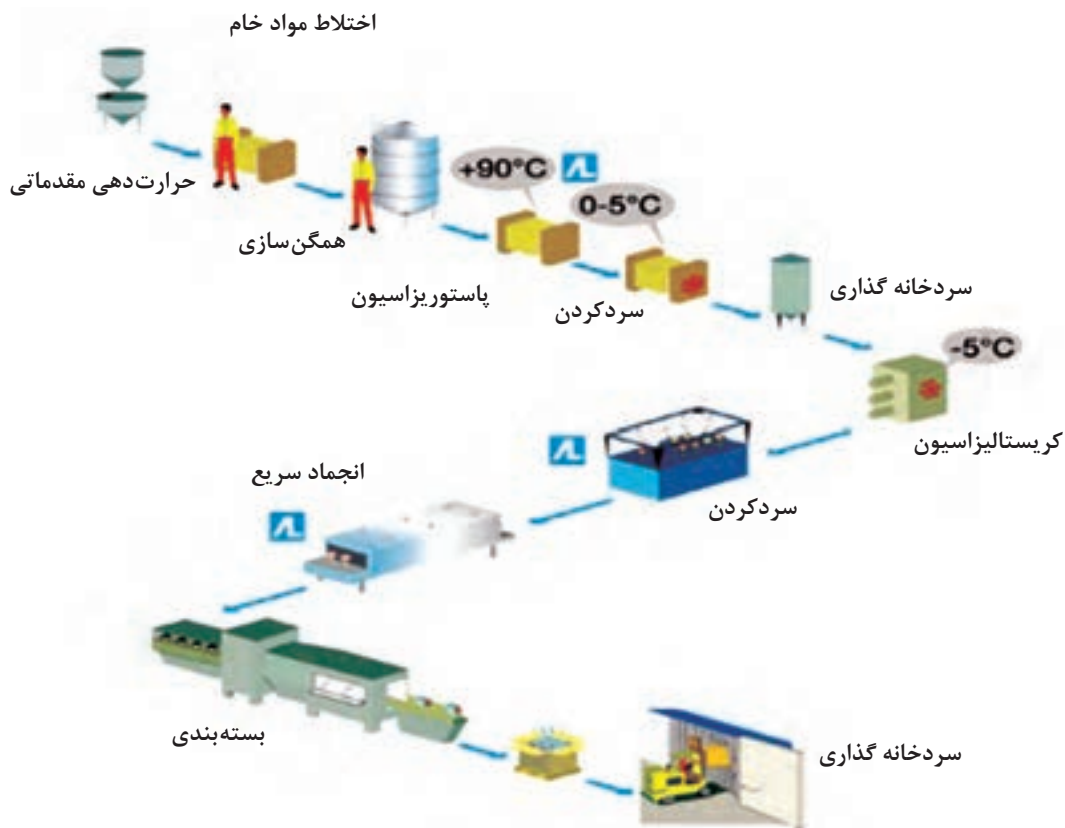 اختلاط مواد خام
حرارت‌دهی مقدماتی
همگن‌سازی
+90°C
پاستوریزاسیون
0-5°C
سردکردن
سردخانه گذاری
-5°C
کریستالیزاسیون
سردکردن
انجماد سریع
بسته‌بندی
سردخانه گذاری